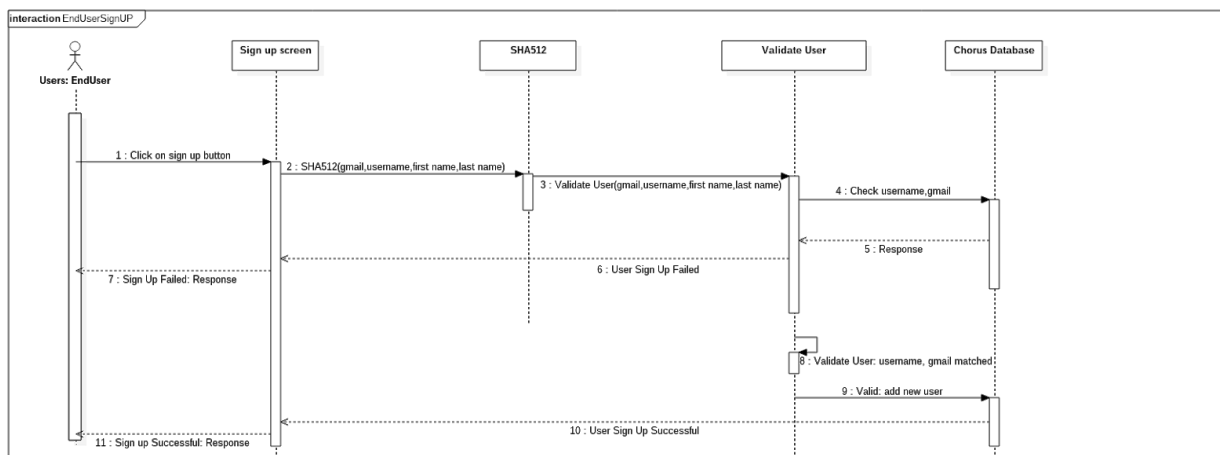 interaction EndUserSignUP
Users: EndUser
Sign up screen
SHA512
Validate User
Chorus Database
1 : Click on sign up button
2 : SHA512(gmail,username,first name,last name)
3 : Validate User(gmail,username,first name,last name)
4 : Check username,gmail
5 : Response
6 : User Sign Up Failed
7 : Sign Up Failed: Response
8 : Validate User: username, gmail matched
9 : Valid: add new user
10 : User Sign Up Successful
11 : Sign up Successful: Response